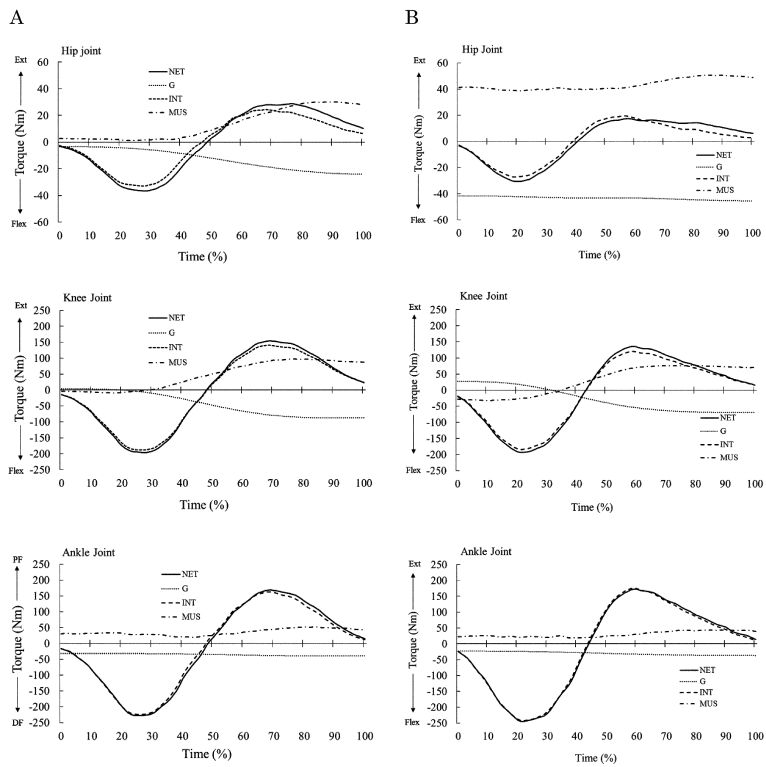 A
B
Hip joint
Ext
Torque (Nm)
Flex
60
40
20
0
-20
-40
-60
NET
G
INT
MUS
0 10 20 30 40 50 60 70 80 90 100
Time (%)
Hip Joint
Ext
Torque (Nm)
Flex
60
40
20
0
-20
-40
-60
NET
G
INT
MUS
0 10 20 30 40 50 60 70 80 90 100
Time (%)
Knee Joint
Ext
Torque (Nm)
Flex
250
200
150
100
50
0
-50
-100
-150
-200
-250
NET
G
INT
MUS
0 10 20 30 40 50 60 70 80 90 100
Time (%)
Knee Joint
Ext
Torque (Nm)
Flex
250
200
150
100
50
0
-50
-100
-150
-200
-250
NET
G
INT
MUS
0 10 20 30 40 50 60 70 80 90 100
Time (%)
Ankle Joint
PF
Torque (Nm)
DF
250
200
150
100
50
0
-50
-100
-150
-200
-250
NET
G
INT
MUS
0 10 20 30 40 50 60 70 80 90 100
Time (%)
Ankle Joint
Ext
Torque (Nm)
Flex
250
200
150
100
50
0
-50
-100
-150
-200
-250
NET
G
INT
MUS
0 10 20 30 40 50 60 70 80 90 100
Time (%)